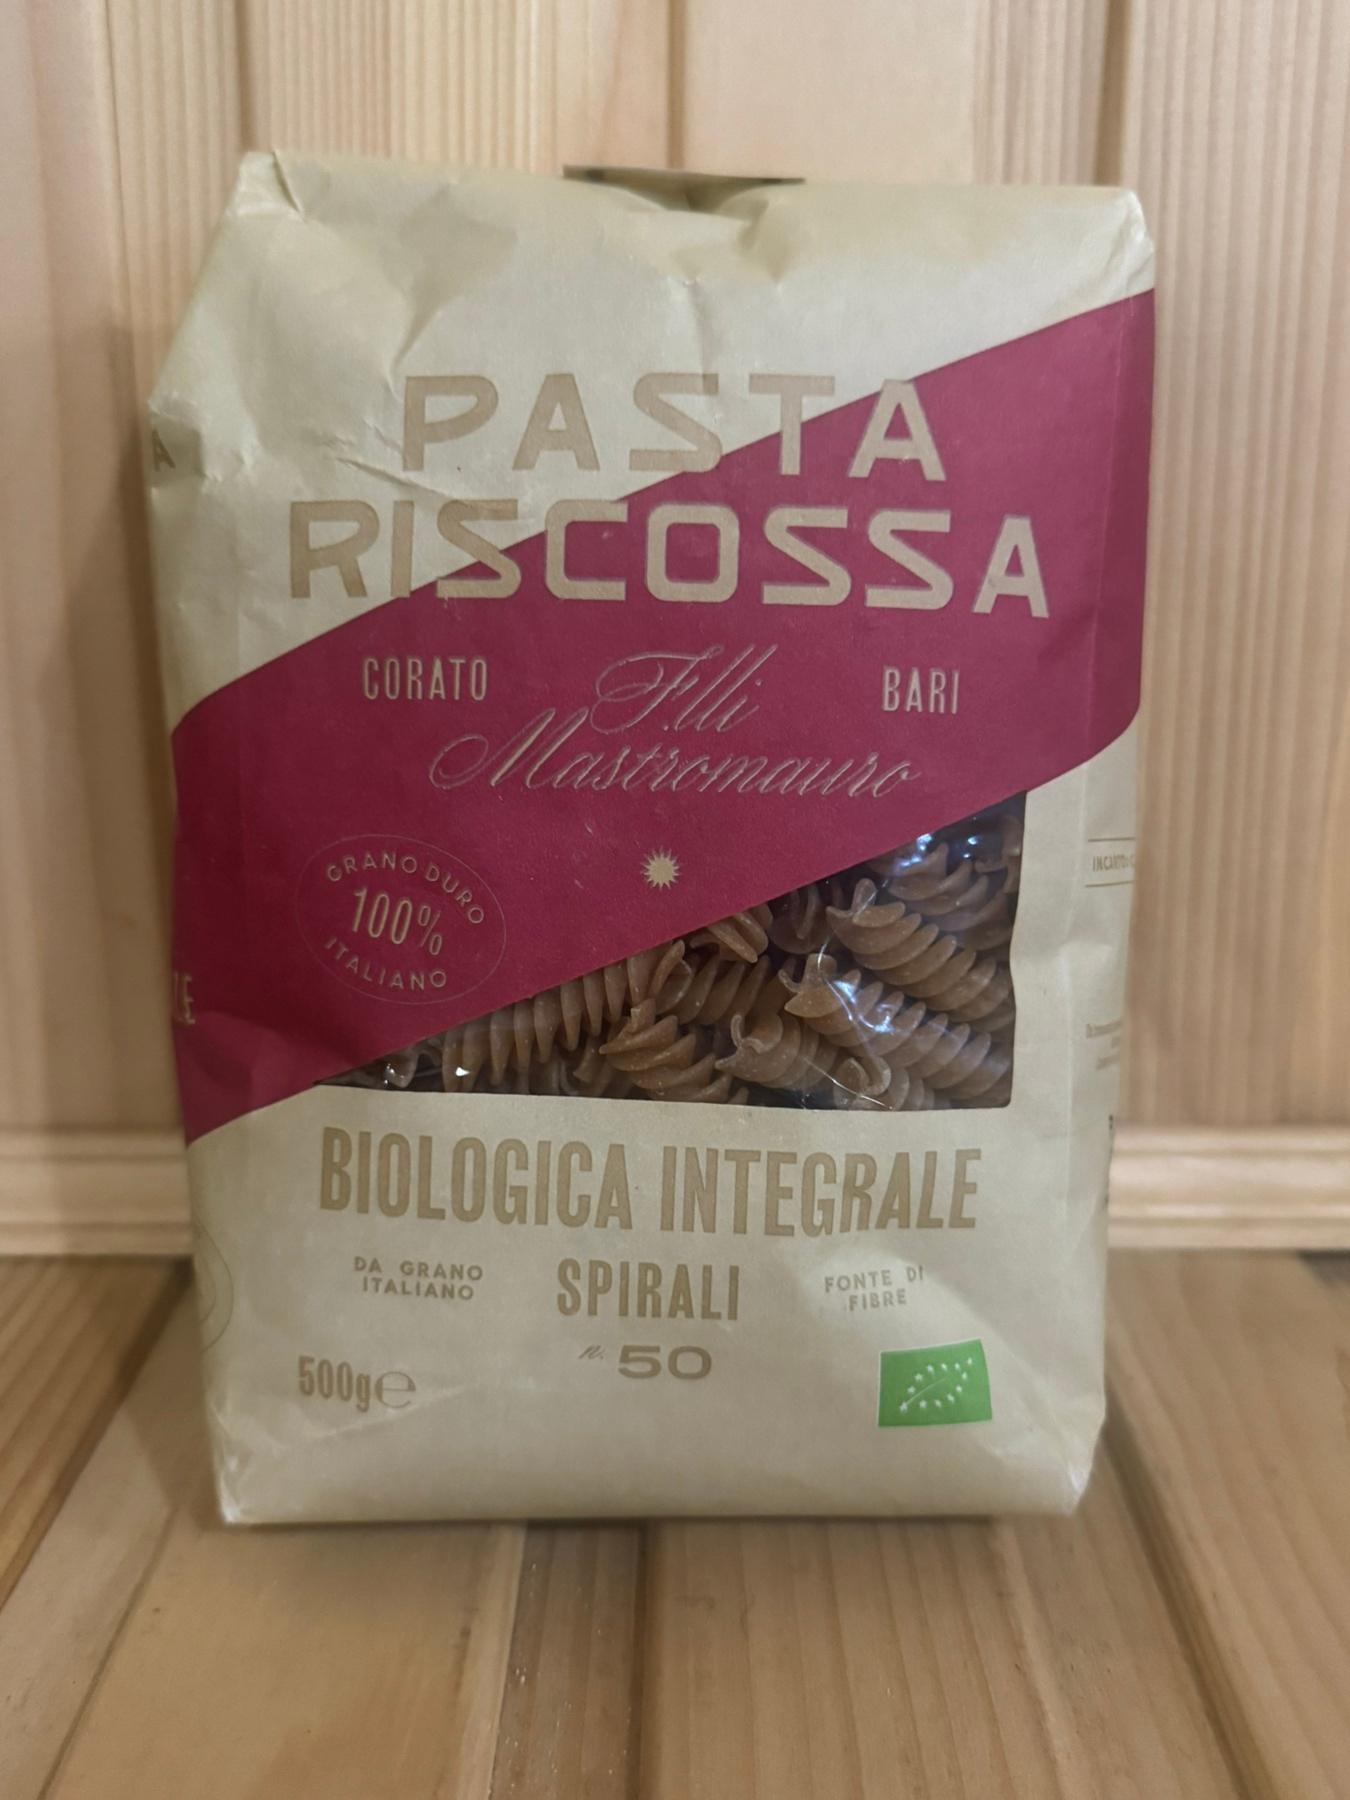 PASTA
RISCOSSA
CORATO
F.lli
BARI
Mastromauro
GRANO DURO
100%
ITALIANO
BIOLOGICA INTEGRALE
DA GRANO
ITALIANO
SPIRALI
FONTE DI
FIBRE
n. 50
500g℮